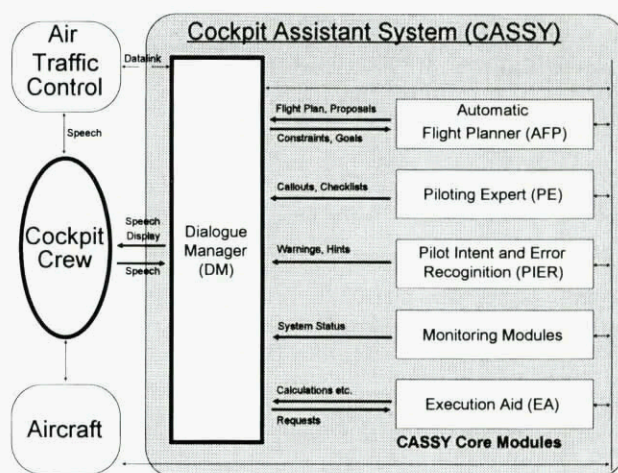 Cockpit Assistant System (CASSY)
Air
Traffic
Control
Datalink
Speech
Cockpit
Crew
Speech
Display
Speech
Aircraft
Dialogue
Manager
(DM)
Flight Plan, Proposals
Constraints, Goals
Callouts, Checklists
Warnings, Hints
System Status
Calculations etc.
Requests
Automatic
Flight Planner (AFP)
Piloting Expert (PE)
Pilot Intent and Error
Recoginition (PIER)
Monitoring Modules
Execution Aid (EA)
CASSY Core Modules